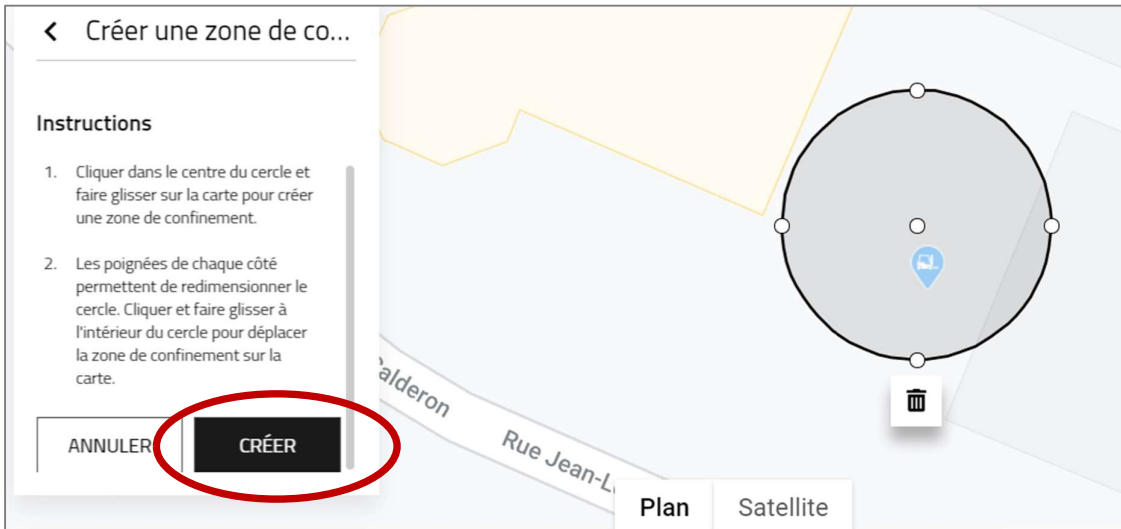 Créer une zone de co...
Instructions
1. Cliquer dans le centre du cercle et
faire glisser sur la carte pour créer
une zone de confinement.
2. Les poignées de chaque côté
permettent de redimensionner le
cercle. Cliquer et faire glisser à
l'intérieur du cercle pour déplacer
la zone de confinement sur la
carte.
ANNULER
CRÉER
Calderon
Rue Jean-L
Plan
Satellite